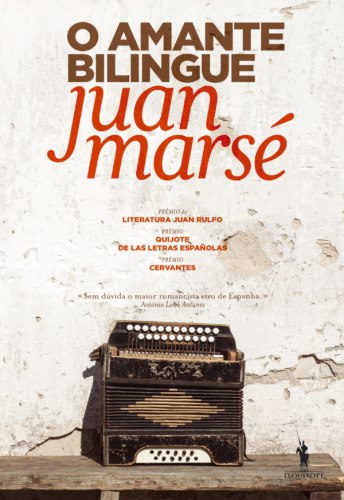 O AMANTE
BILINGUE
juan
marsé
PRÉMIO de
LITERATURA JUAN RULFO
PRÉMIO
QUIJOTE
DE LAS LETRAS ESPAÑOLAS
PRÉMIO
CERVANTES
«Sem dúvida o maior romancista vivo de Espanha.»
António Lobo Antunes
D.QUIXOTE